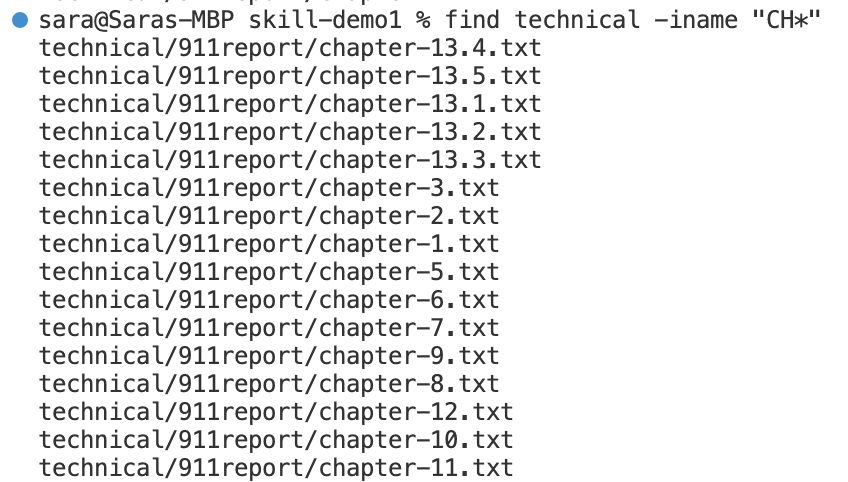 sara@Saras-MBP skill-demo1 % find technical -iname "CH*"
technical/911report/chapter-13.4.txt
technical/911report/chapter-13.5.txt
technical/911report/chapter-13.1.txt
technical/911report/chapter-13.2.txt
technical/911report/chapter-13.3.txt
technical/911report/chapter-3.txt
technical/911report/chapter-2.txt
technical/911report/chapter-1.txt
technical/911report/chapter-5.txt
technical/911report/chapter-6.txt
technical/911report/chapter-7.txt
technical/911report/chapter-9.txt
technical/911report/chapter-8.txt
technical/911report/chapter-12.txt
technical/911report/chapter-10.txt
technical/911report/chapter-11.txt